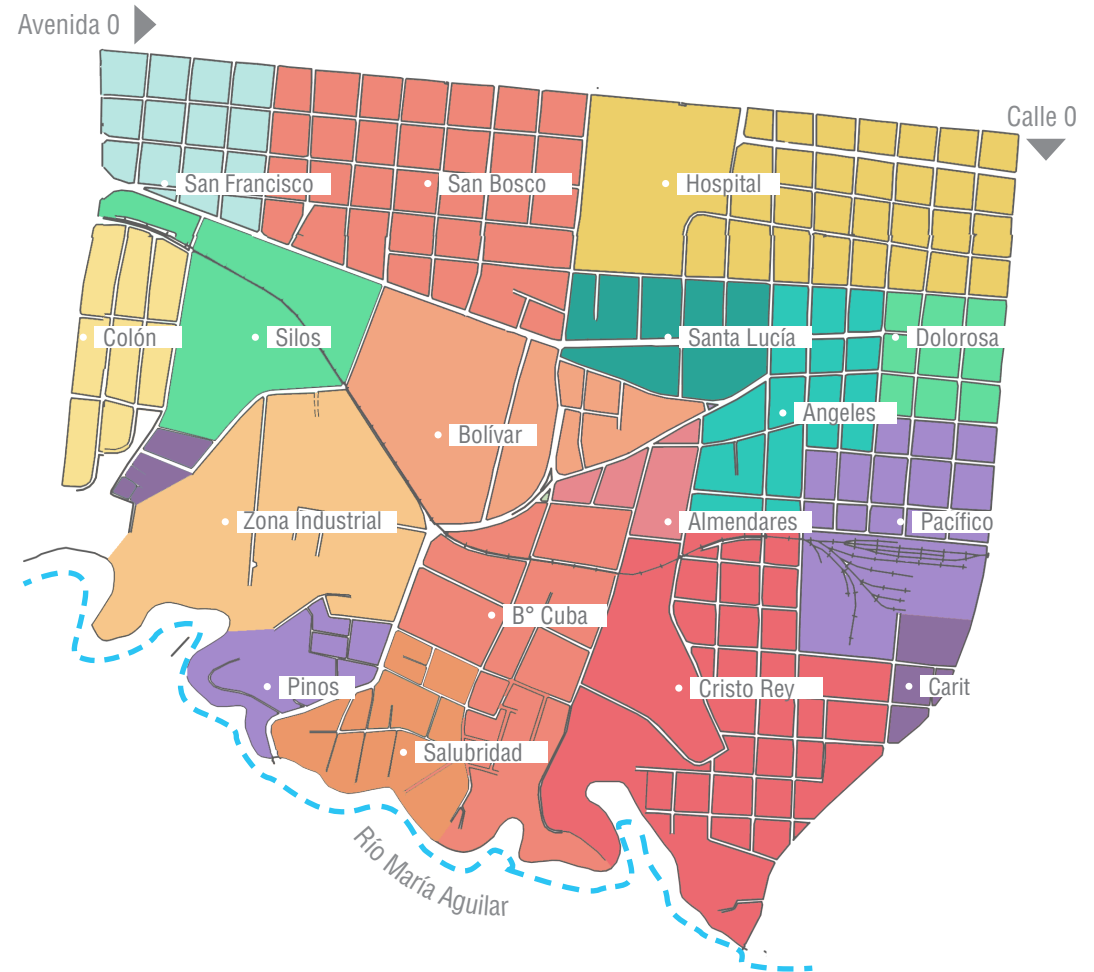 Avenida 0
Calle 0
San Francisco
San Bosco
Hospital
Colón
Silos
Santa Lucía
Dolorosa
Bolívar
Angeles
Zona Industrial
Almendares
Pacífico
B° Cuba
Pinos
Cristo Rey
Carit
Salubridad
Río María Aguilar